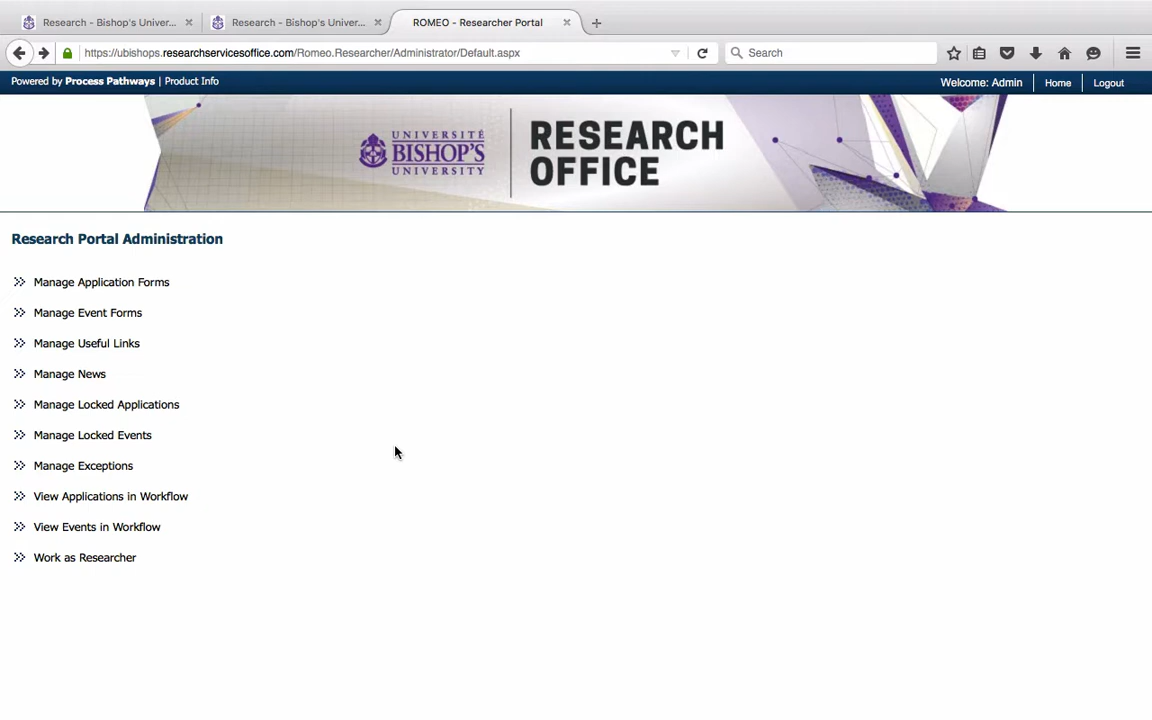 Research - Bishop's Univer...
Research - Bishop's Univer...
ROMEO - Researcher Portal
https://ubishops.researchservicesoffice.com/Romeo.Researcher/Administrator/Default.aspx
Search
Powered by Process Pathways | Product Info
Welcome: Admin
Home
Logout
UNIVERSITÉ
BISHOP'S
UNIVERSITY
RESEARCH
OFFICE
Research Portal Administration
Manage Application Forms
Manage Event Forms
Manage Useful Links
Manage News
Manage Locked Applications
Manage Locked Events
Manage Exceptions
View Applications in Workflow
View Events in Workflow
Work as Researcher